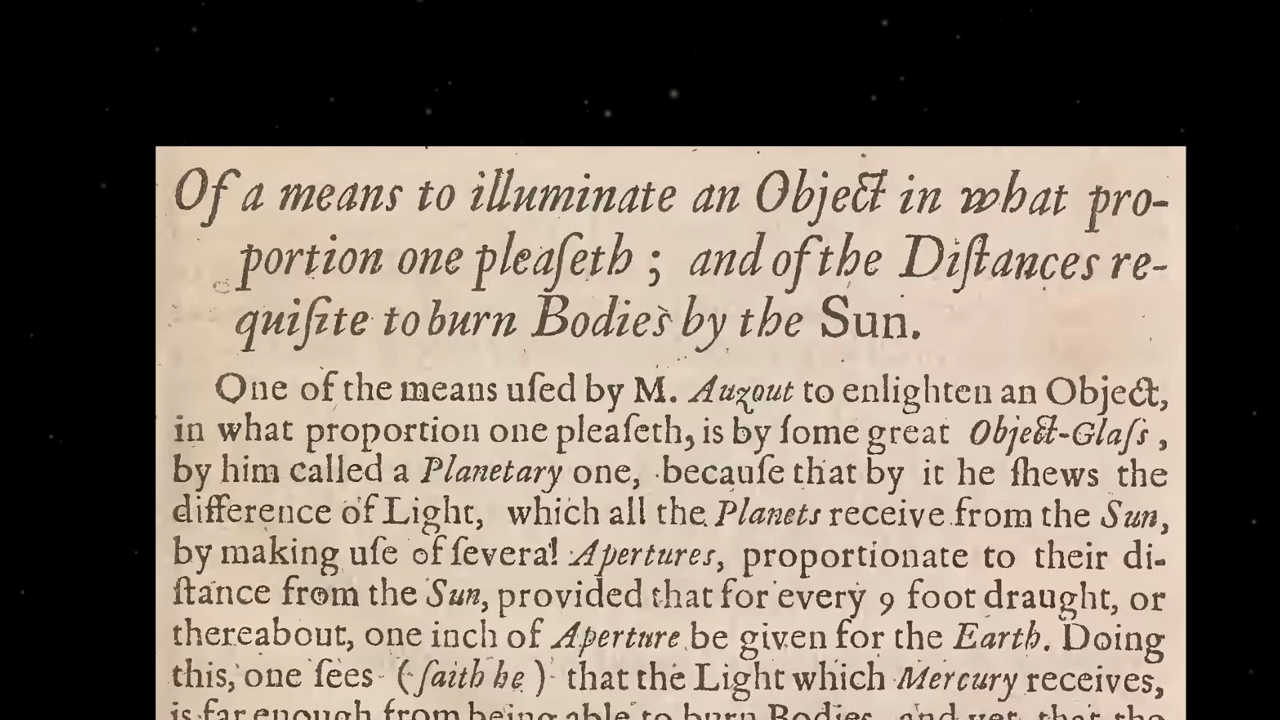 Of a means to illuminate an Object in what pro-
portion one pleaſeth ; and of the Diſtances re-
quiſite to burn Bodies by the Sun.
One of the means uſed by M. Auzout to enlighten an Object,
in what proportion one pleaſeth, is by ſome great Object-Glaſs ,
by him called a Planetary one, becauſe that by it he ſhews the
difference of Light, which all the Planets receive from the Sun,
by making uſe of ſeveral Apertures, proportionate to their di-
ſtance from the Sun, provided that for every 9 foot draught, or
thereabout, one inch of Aperture be given for the Earth. Doing
this, one ſees (ſaith he) that the Light which Mercury receives,
is far enough from being able to burn Bodies, and yet that the